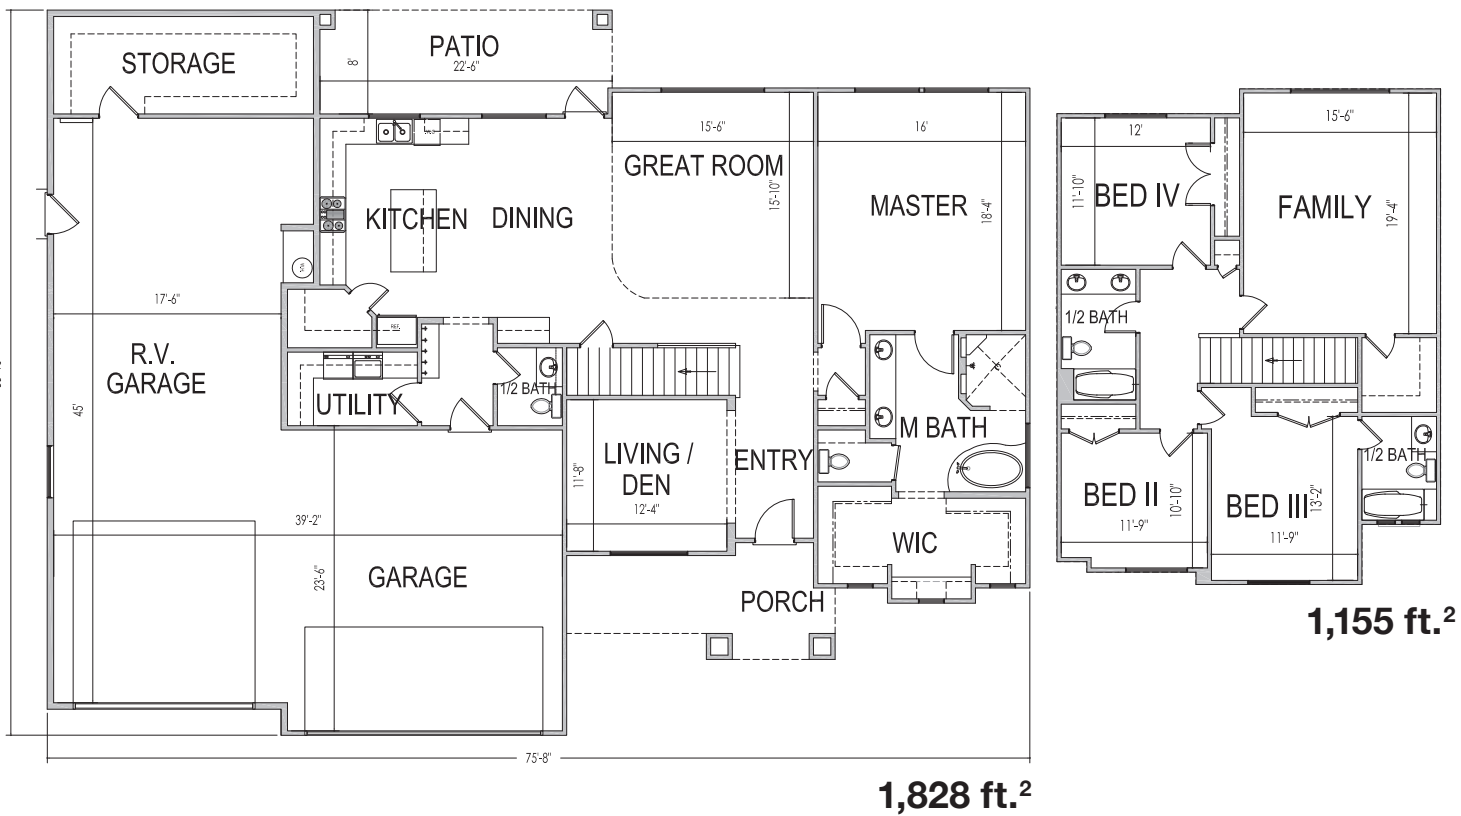 STORAGE
PATIO
22'-6"
8'
15'-6"
GREAT ROOM
15'-10"
16'
MASTER
18'-4"
KITCHEN
DINING
17'-6"
R.V.
GARAGE
45'
REF.
UTILITY
1/2 BATH
LIVING /
DEN
11'-8"
12'-4"
ENTRY
M BATH
WIC
39'-2"
23'-6"
GARAGE
PORCH
75'-8"
1,828 ft.²
12'
11'-10"
BED IV
15'-6"
FAMILY
19'-4"
1/2 BATH
BED II
11'-9"
10'-10"
BED III
13'-2"
11'-9"
1/2 BATH
1,155 ft.²